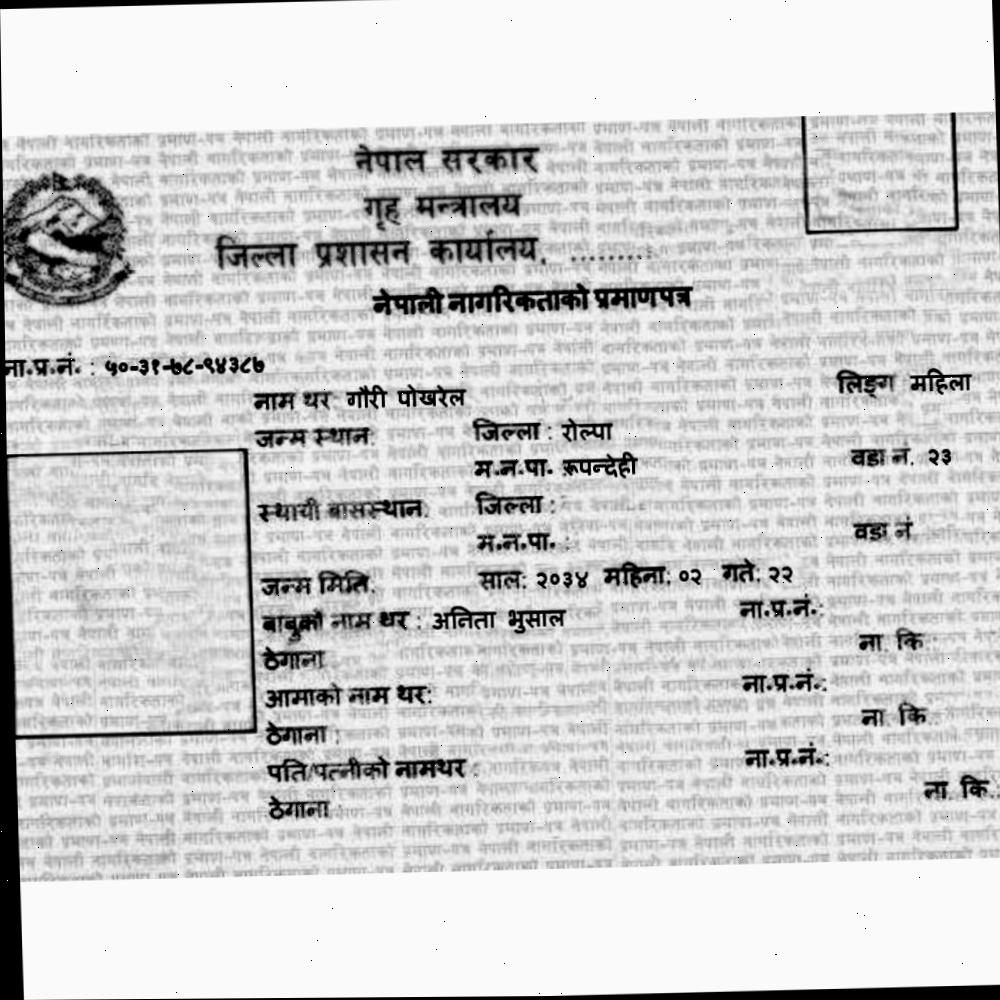 नेपाल सरकार
गृह मन्त्रालय
जिल्ला प्रशासन कार्यालय, .........
नेपाली नागरिकताको प्रमाणपत्र
ना.प्र.नं. : ५०-३१-७८-९४३८७
लिङ्ग महिला
नाम थर: गौरी पोखरेल
जन्म स्थान: जिल्ला : रोल्पा
म.न.पा. रूपन्देही वडा नं. २३
स्थायी बासस्थान: जिल्ला :
म.न.पा. : वडा नं
जन्म मिति: साल: २०३४ महिना: ०२ गते: २२
बाबुको नाम थर : अनिता भुसाल ना.प्र.नं.:
ठेगाना ना. कि.:
आमाको नाम थर: ना.प्र.नं.:
ठेगाना : ना. कि.:
पति/पत्नीको नामथर : ना.प्र.नं.:
ठेगाना : ना. कि.: